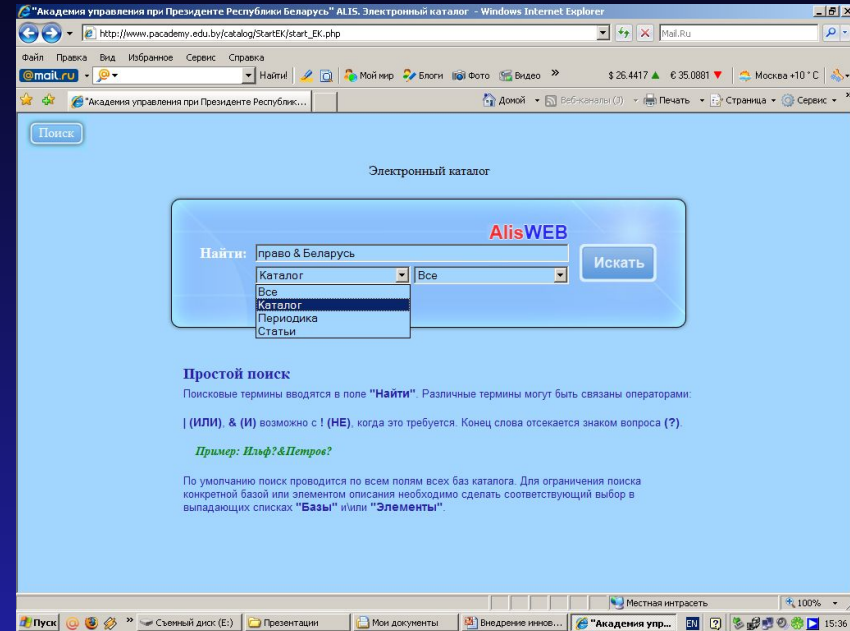 "Академия управления при Президенте Республики Беларусь" ALIS. Электронный каталог - Windows Internet Explorer
http://www.pacademy.edu.by/catalog/StartEK/start_EK.php
Mail.Ru
Файл Правка Вид Избранное Сервис Справка
@mail.ru Найти! Мой мир Блоги Фото Видео » $ 26.4417 ▲ € 35.0881 ▼ Москва +10 °C
"Академия управления при Президенте Республик... Домой Веб-каналы (J) Печать Страница Сервис »
Поиск
Электронный каталог
AlisWEB
Найти: право & Беларусь
Искать
Каталог Все
Все
Каталог
Периодика
Статьи
Простой поиск
Поисковые термины вводятся в поле "Найти". Различные термины могут быть связаны операторами:
| (ИЛИ), & (И) возможно с ! (НЕ), когда это требуется. Конец слова отсекается знаком вопроса (?).
Пример: Ильф?&Петров?
По умолчанию поиск проводится по всем полям всех баз каталога. Для ограничения поиска
конкретной базой или элементом описания необходимо сделать соответствующий выбор в
выпадающих списках "Базы" и\или "Элементы".
Местная интрасеть 100%
Пуск » Съемный диск (E:) Презентации Мои документы Внедрение иннов... "Академия упр... EN 15:36